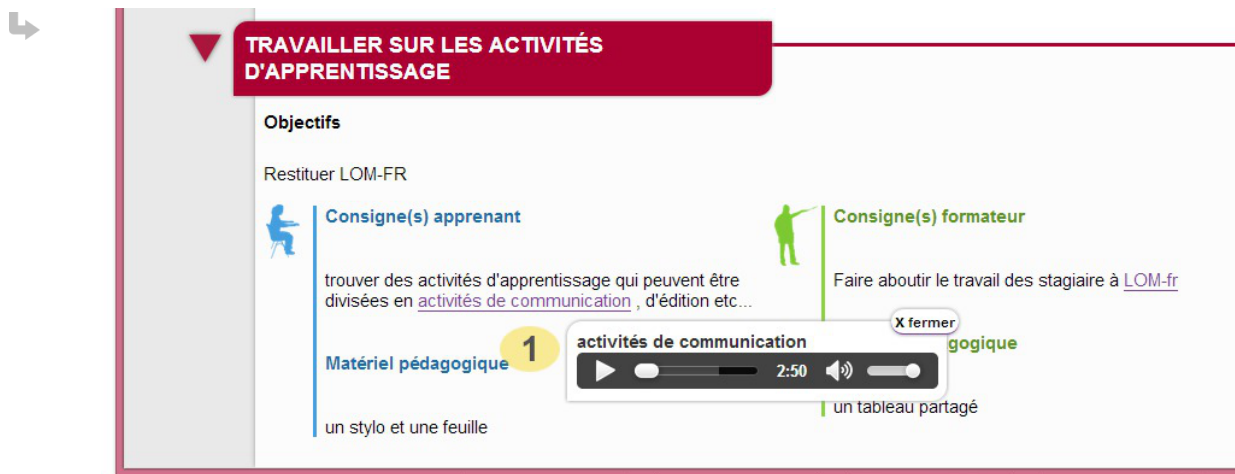 TRAVAILLER SUR LES ACTIVITÉS
D'APPRENTISSAGE
Objectifs
Restituer LOM-FR
Consigne(s) apprenant
trouver des activités d'apprentissage qui peuvent être
divisées en activités de communication , d'édition etc...
Matériel pédagogique
un stylo et une feuille
Consigne(s) formateur
Faire aboutir le travail des stagiaire à LOM-fr
gogique
un tableau partagé
1
X fermer
activités de communication
2:50